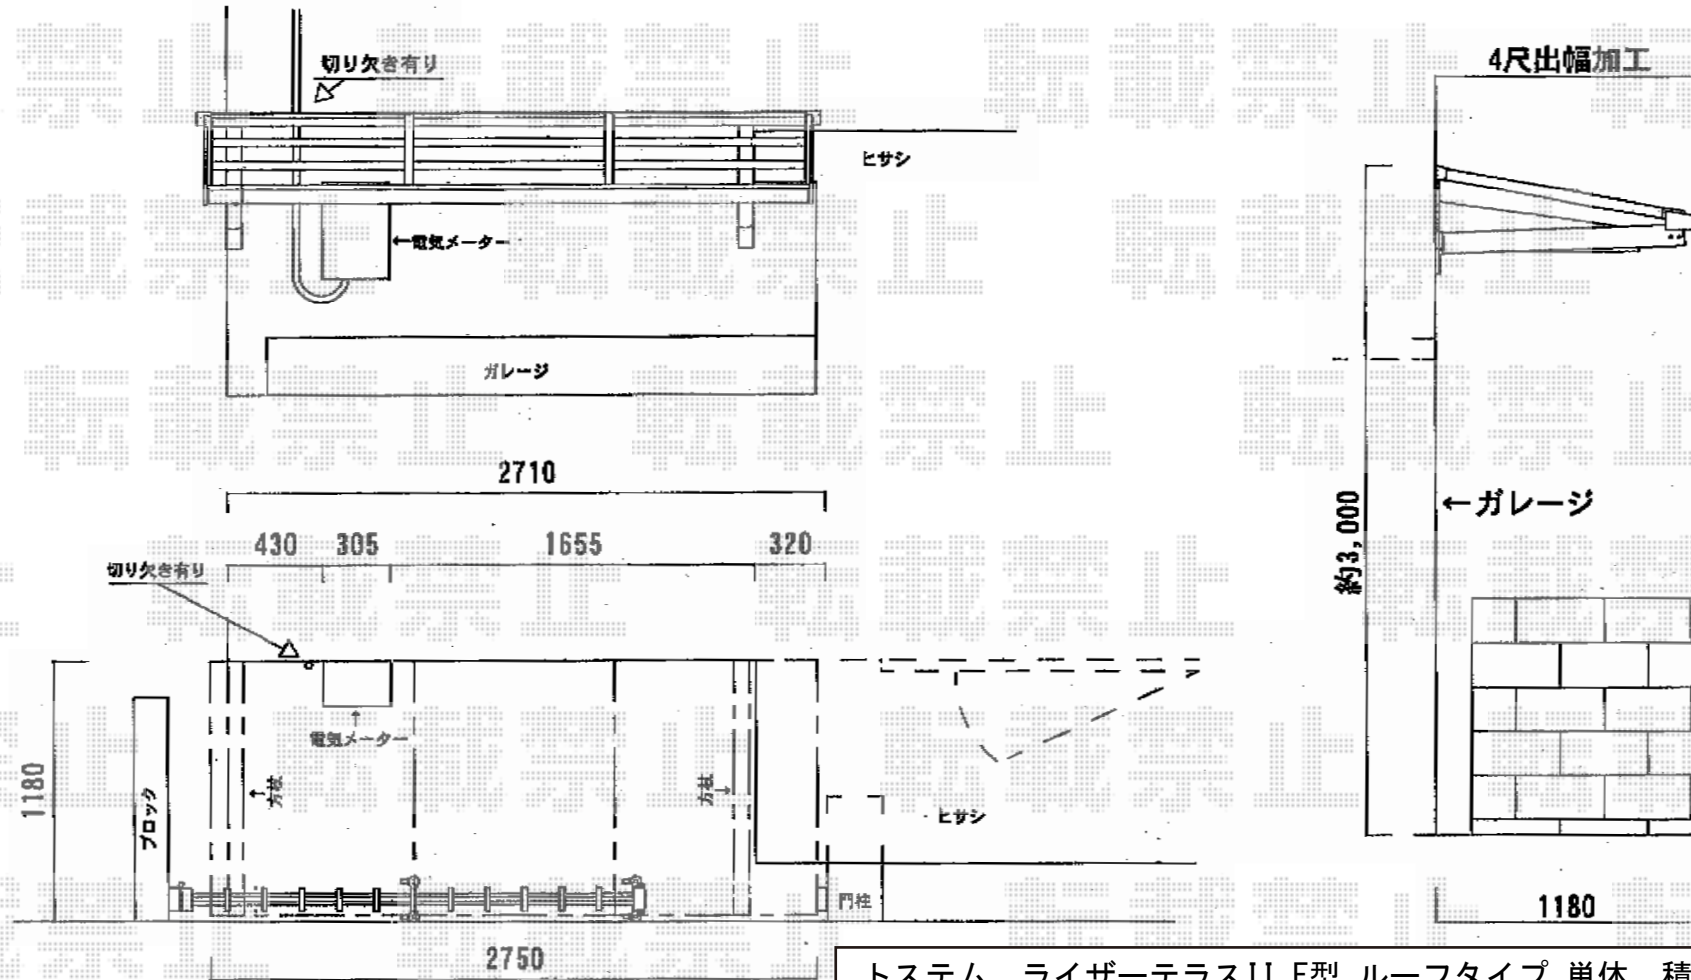 切り欠き有り
4尺出幅加工
ヒサシ
←電気メーター
ガレージ
2710
430 305 1655 320
切り欠き有り
約3,000
←ガレージ
1180
ブロック
↑
電気メーター
←方杖
方杖→
ヒサシ
門柱
1180
2750
トステム ライザーテラスII F型 ルーフタイプ 単体 積
転載禁止